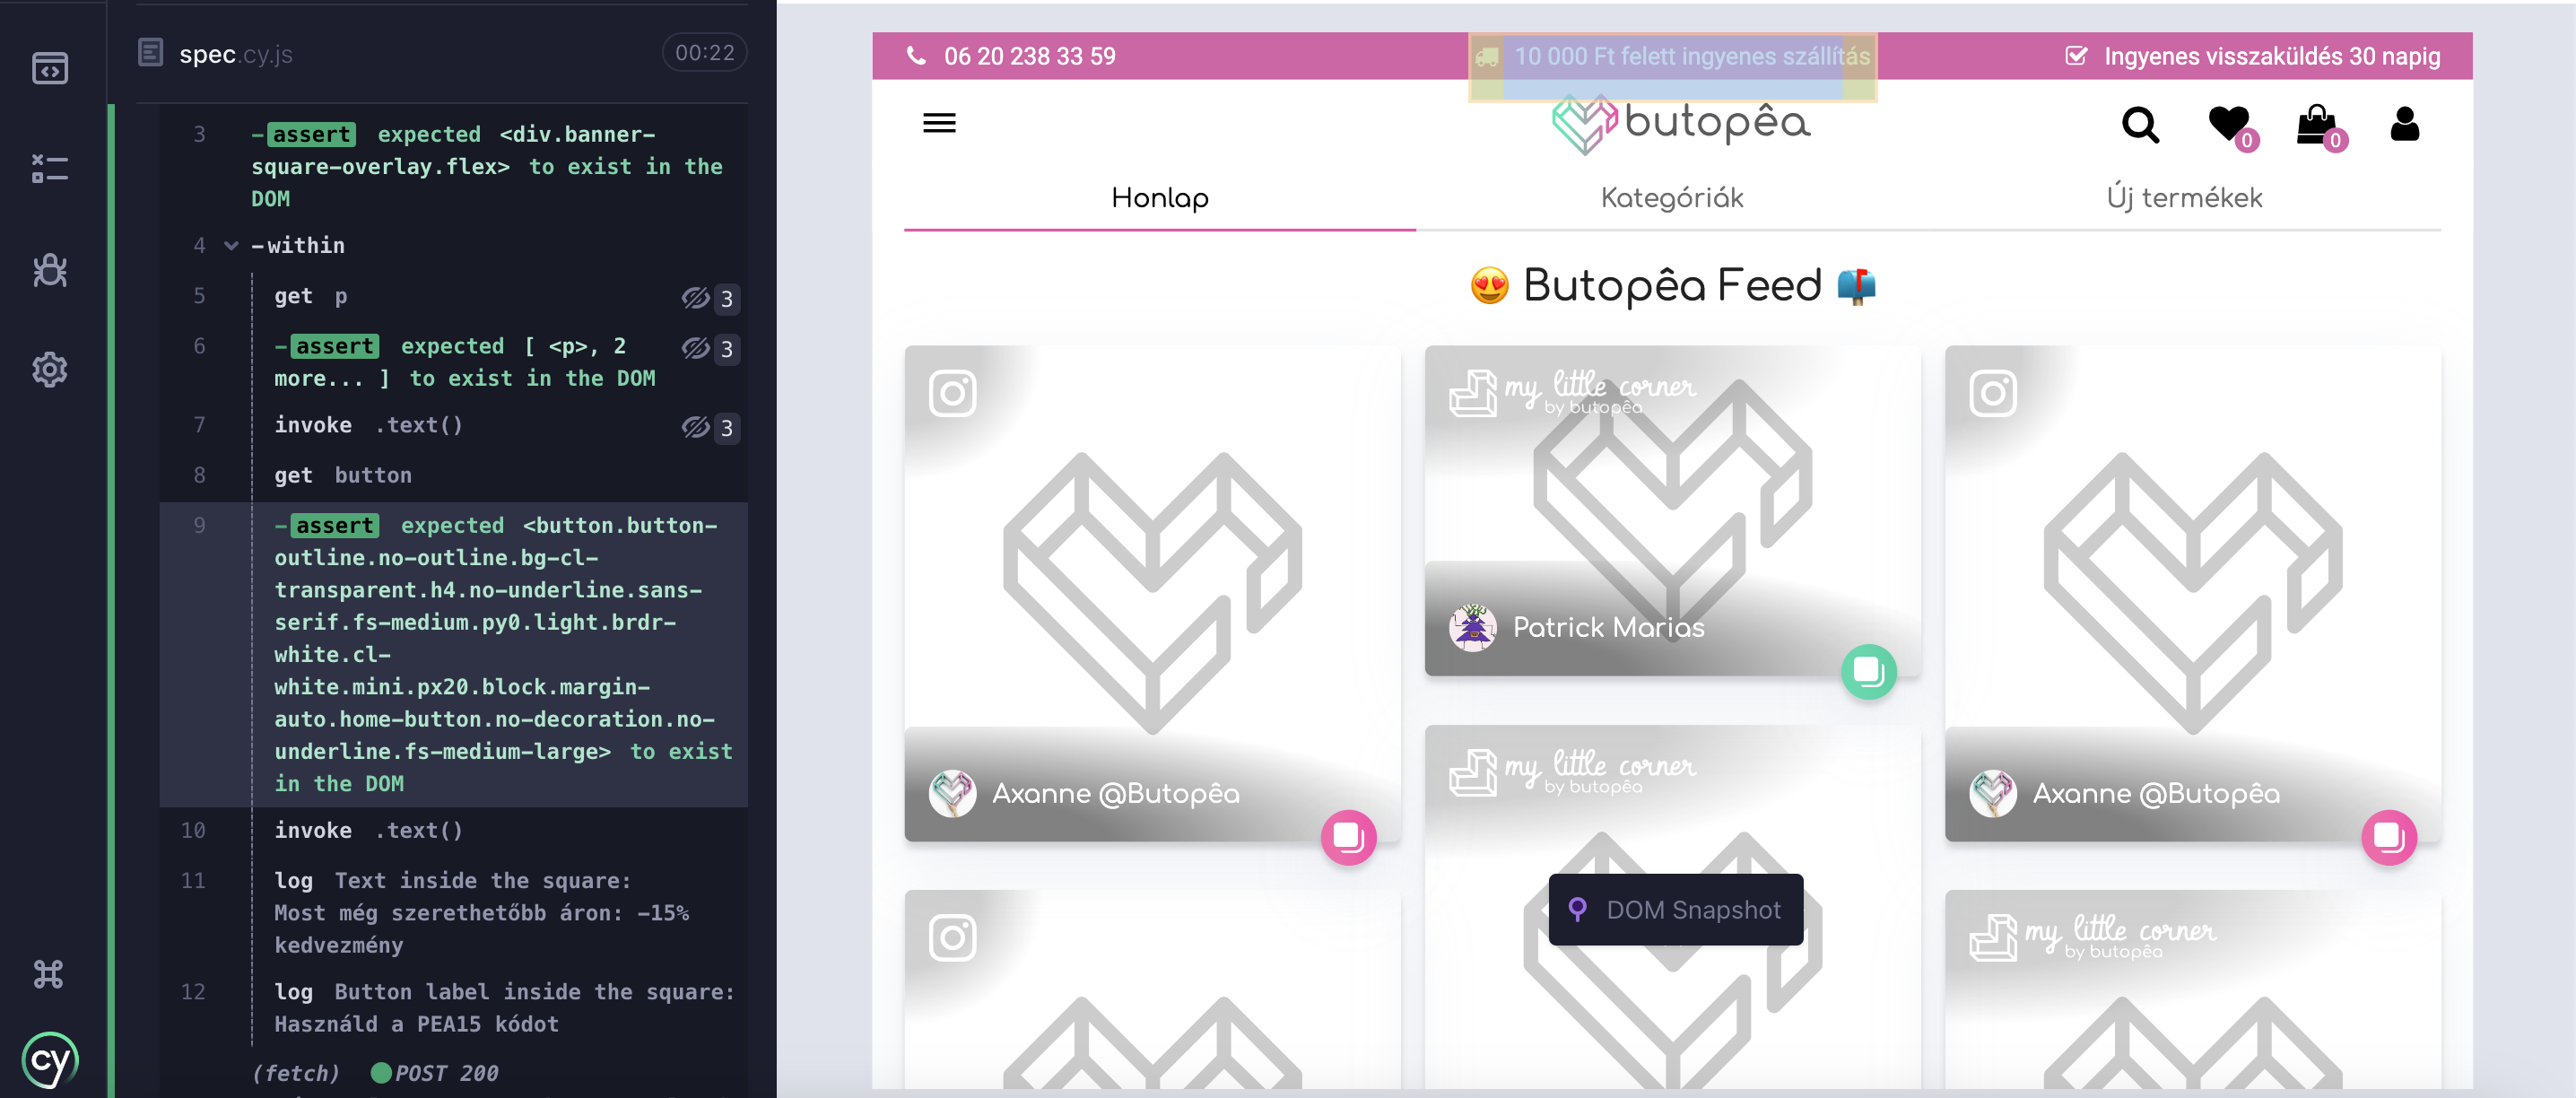 spec.cy.js
00:22
3 -assert expected <div.banner-
square-overlay.flex> to exist in the
DOM
4 -within
5 get p 3
6 -assert expected [ <p>, 2 3
more... ] to exist in the DOM
7 invoke .text() 3
8 get button
9 -assert expected <button.button-
outline.no-outline.bg-cl-
transparent.h4.no-underline.sans-
serif.fs-medium.py0.light.brdr-
white.cl-
white.mini.px20.block.margin-
auto.home-button.no-decoration.no-
underline.fs-medium-large> to exist
in the DOM
10 invoke .text()
11 log Text inside the square:
Most még szerethetőbb áron: -15%
kedvezmény
12 log Button label inside the square:
Használd a PEA15 kódot
(fetch) POST 200
cy
06 20 238 33 59
10 000 Ft felett ingyenes szállítás
Ingyenes visszaküldés 30 napig
butopêa
0
0
Honlap
Kategóriák
Új termékek
😍 Butopêa Feed 📬
my little corner
by butopêa
Patrick Marias
Axanne @Butopêa
my little corner
by butopêa
Axanne @Butopêa
DOM Snapshot
my little corner
by butopêa